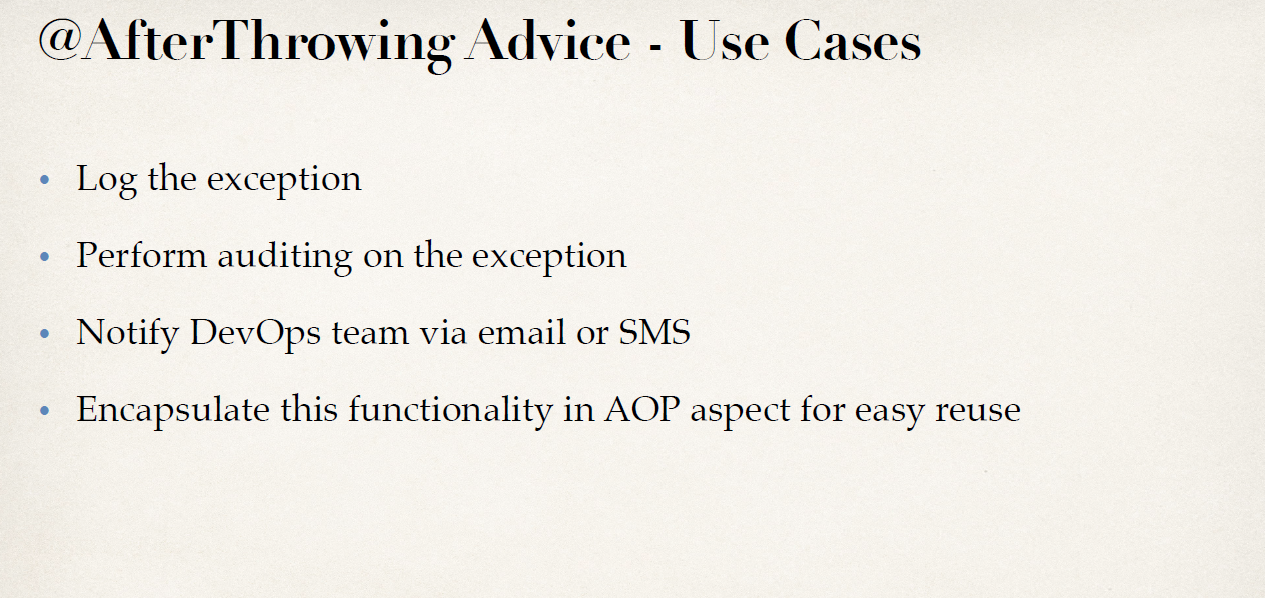 @AfterThrowing Advice - Use Cases
• Log the exception
• Perform auditing on the exception
• Notify DevOps team via email or SMS
• Encapsulate this functionality in AOP aspect for easy reuse